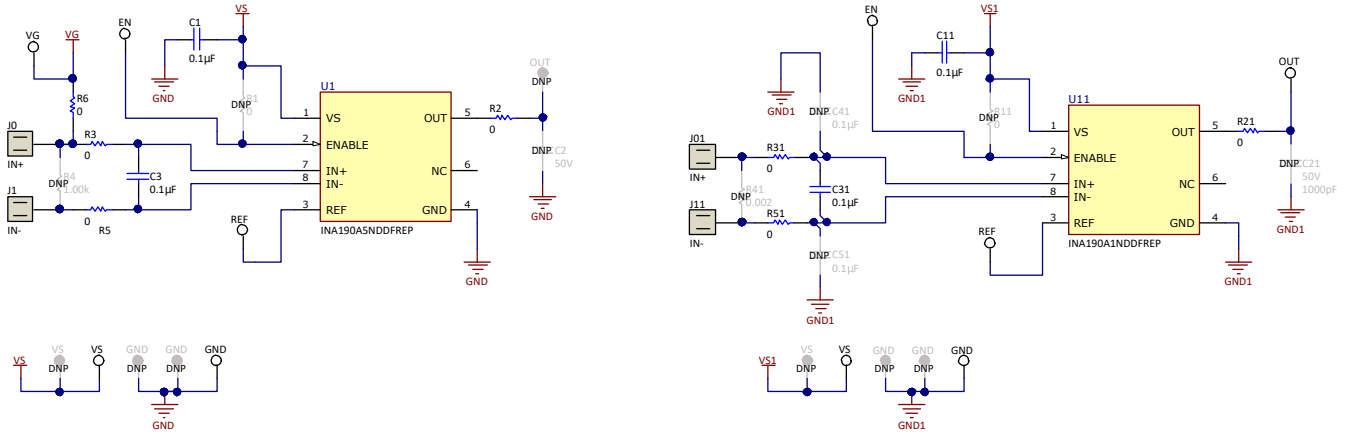 VS
C1
0.1µF
GND
EN
VG
VG
R6
0
J0
IN+
R3
0
R4
1.00k
DNP
C3
0.1µF
J1
IN-
R5
0
R1
0
DNP
U1
1
VS
2
ENABLE
7
IN+
8
IN-
3
REF
OUT
5
NC
6
GND
4
INA190A5NDDFREP
R2
0
OUT
DNP
C2
50V
DNP
GND
GND
REF
VS1
C11
0.1µF
GND1
EN
GND1
C41
0.1µF
DNP
J01
IN+
R31
0
R41
0.002
DNP
C31
0.1µF
J11
IN-
R51
0
C51
0.1µF
DNP
GND1
R11
0
DNP
U11
1
VS
2
ENABLE
7
IN+
8
IN-
3
REF
OUT
5
NC
6
GND
4
INA190A1NDDFREP
R21
0
OUT
C21
50V
1000pF
DNP
GND1
GND1
REF
VS
VS
DNP
VS
GND
DNP
GND
DNP
GND
GND
VS1
VS
DNP
VS
GND
DNP
GND
DNP
GND
GND1